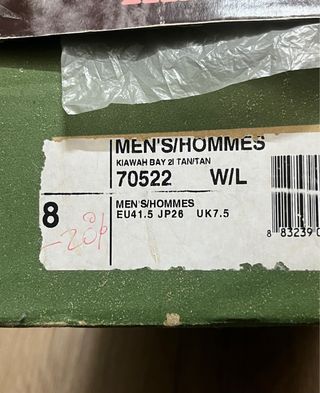 MEN'S/HOMMES
KIAWAH BAY 2I TAN/TAN
70522 W/L
8
MEN'S/HOMMES
EU41.5 JP26 UK7.5
8 83239